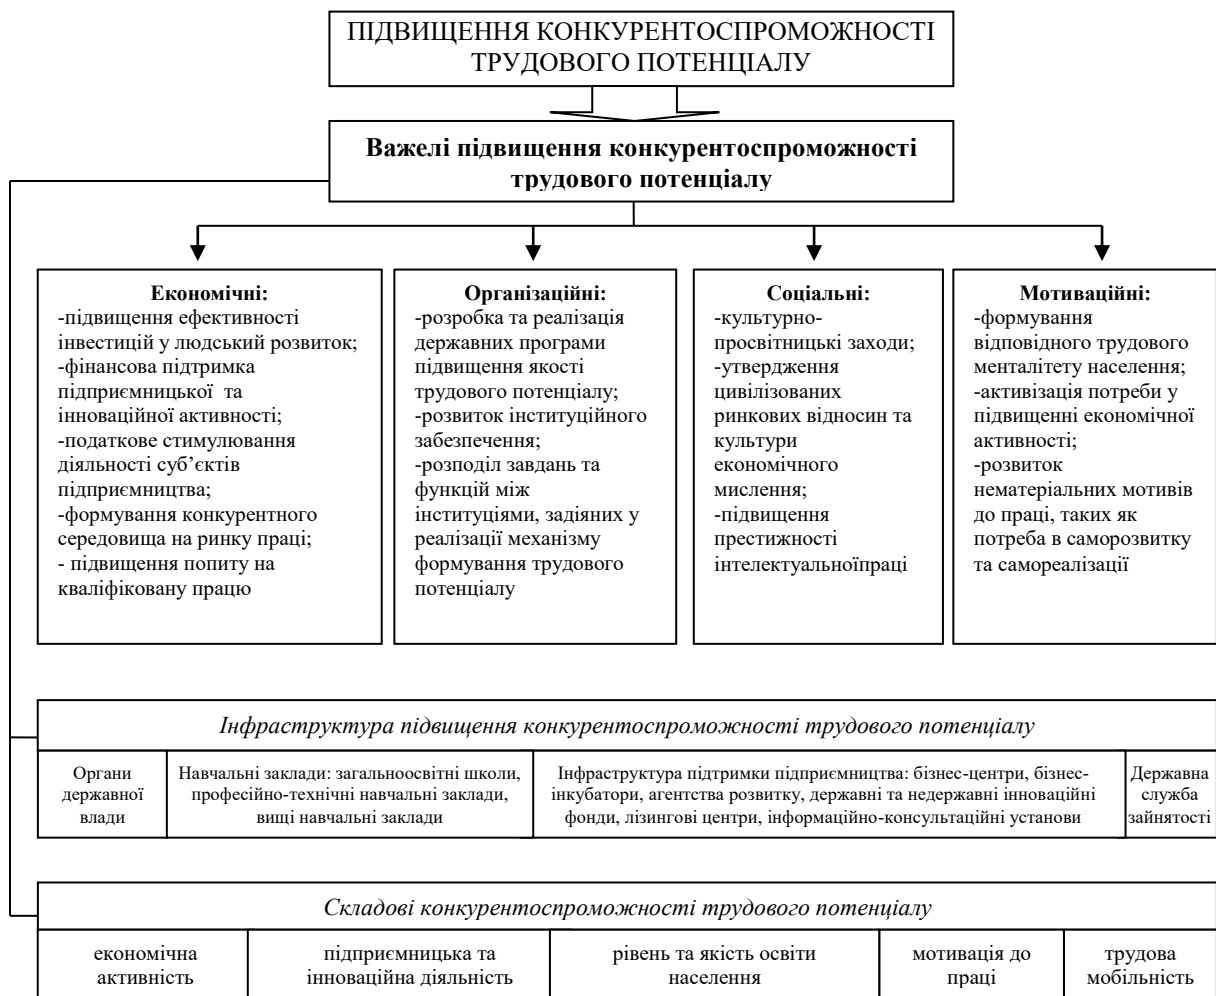 ПІДВИЩЕННЯ КОНКУРЕНТОСПРОМОЖНОСТІ
ТРУДОВОГО ПОТЕНЦІАЛУ
Важелі підвищення конкурентоспроможності
трудового потенціалу
Економічні:
-підвищення ефективності
інвестицій у людський розвиток;
-фінансова підтримка
підприємницької та
інноваційної активності;
-податкове стимулювання
діяльності суб’єктів
підприємництва;
-формування конкурентного
середовища на ринку праці;
- підвищення попиту на
кваліфіковану працю
Організаційні:
-розробка та реалізація
державних програми
підвищення якості
трудового потенціалу;
-розвиток інституційного
забезпечення;
-розподіл завдань та
функцій між
інституціями, задіяних у
реалізації механізму
формування трудового
потенціалу
Соціальні:
-культурно-
просвітницькі заходи;
-утвердження
цивілізованих
ринкових відносин та
культури
економічного
мислення;
-підвищення
престижності
інтелектуальноїпраці
Мотиваційні:
-формування
відповідного трудового
менталітету населення;
-активізація потреби у
підвищенні економічної
активності;
-розвиток
нематеріальних мотивів
до праці, таких як
потреба в саморозвитку
та самореалізації
Інфраструктура підвищення конкурентоспроможності трудового потенціалу
Органи
державної
влади
Навчальні заклади: загальноосвітні школи,
професійно-технічні навчальні заклади,
вищі навчальні заклади
Інфраструктура підтримки підприємництва: бізнес-центри, бізнес-
інкубатори, агентства розвитку, державні та недержавні інноваційні
фонди, лізингові центри, інформаційно-консультаційні установи
Державна
служба
зайнятості
Складові конкурентоспроможності трудового потенціалу
економічна
активність
підприємницька та
інноваційна діяльність
рівень та якість освіти
населення
мотивація до
праці
трудова
мобільність